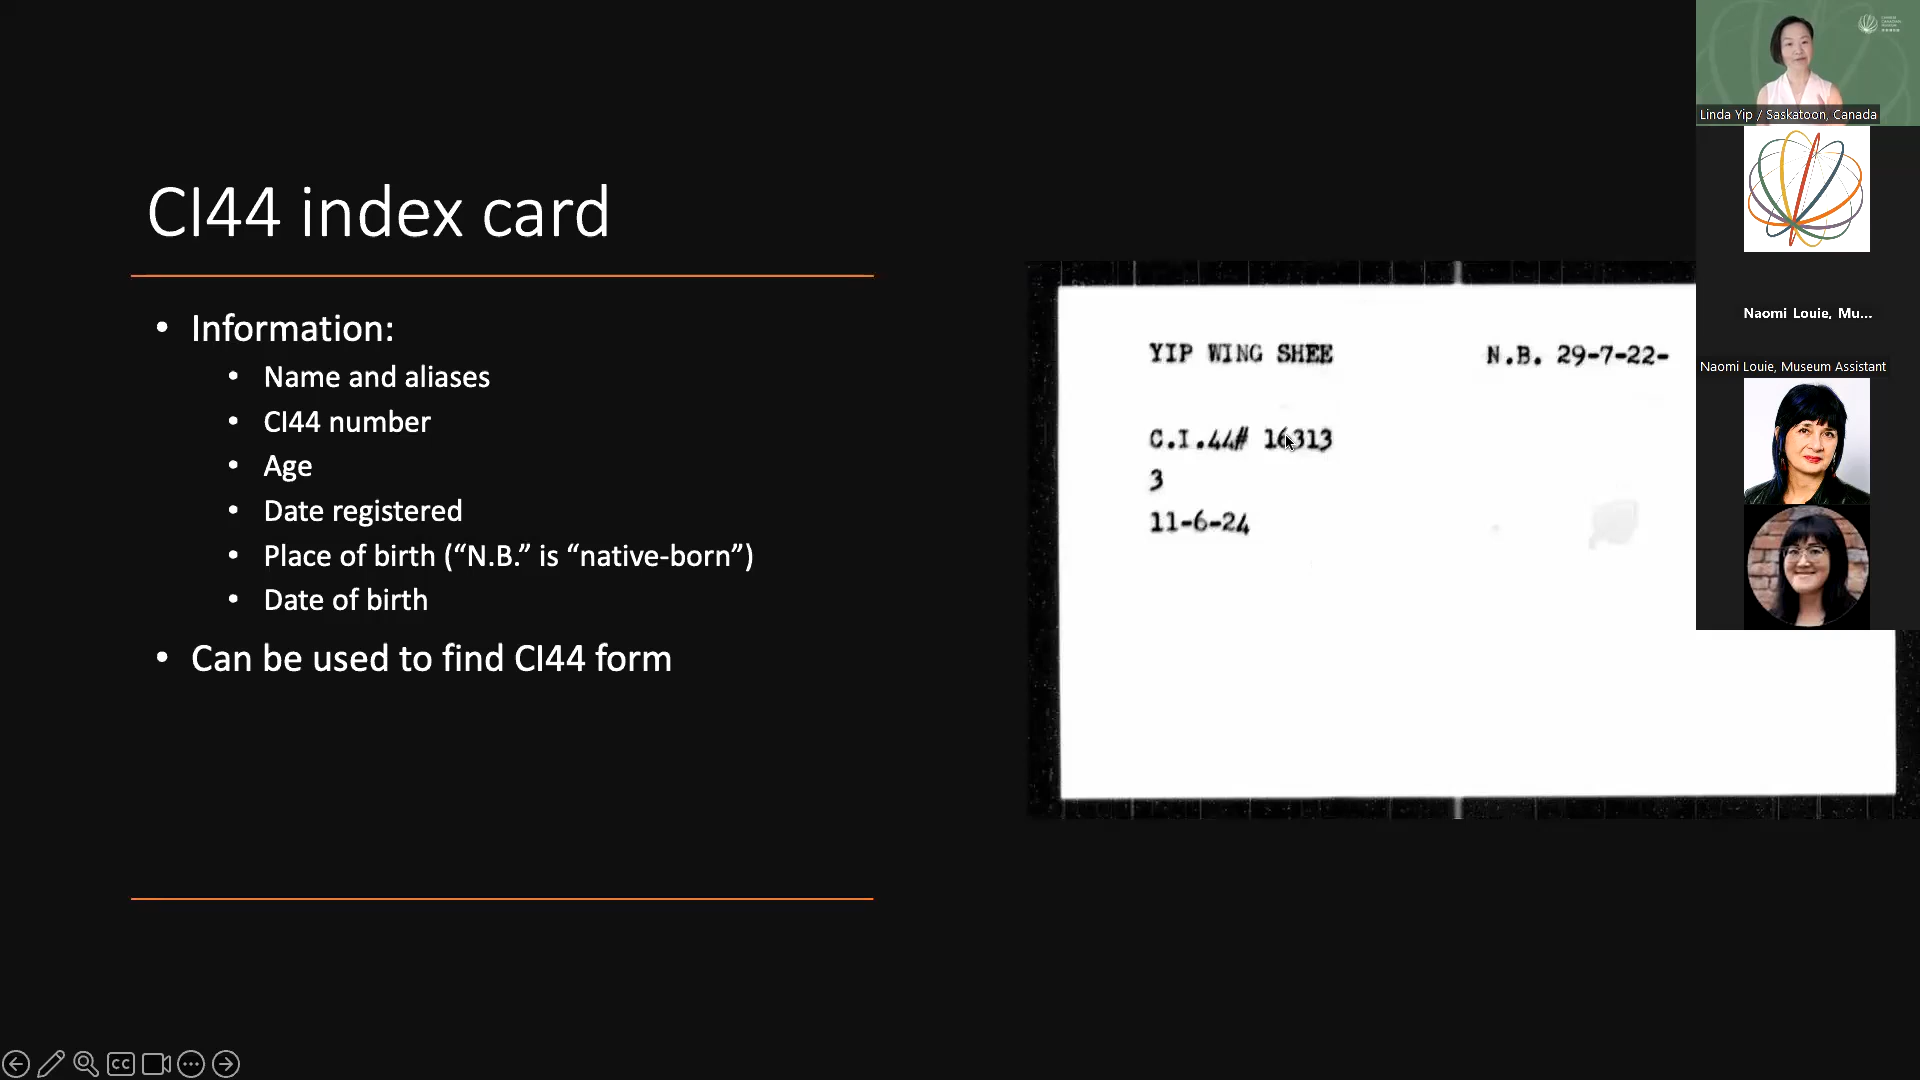 CI44 index card
• Information:
• Name and aliases
• CI44 number
• Age
• Date registered
• Place of birth (“N.B.” is “native-born”)
• Date of birth
• Can be used to find CI44 form
YIP WING SHEE N.B. 29-7-22-
C.I.44# 16313
3
11-6-24
Linda Yip / Saskatoon, Canada
Naomi Louie, Mu...
Naomi Louie, Museum Assistant
CC